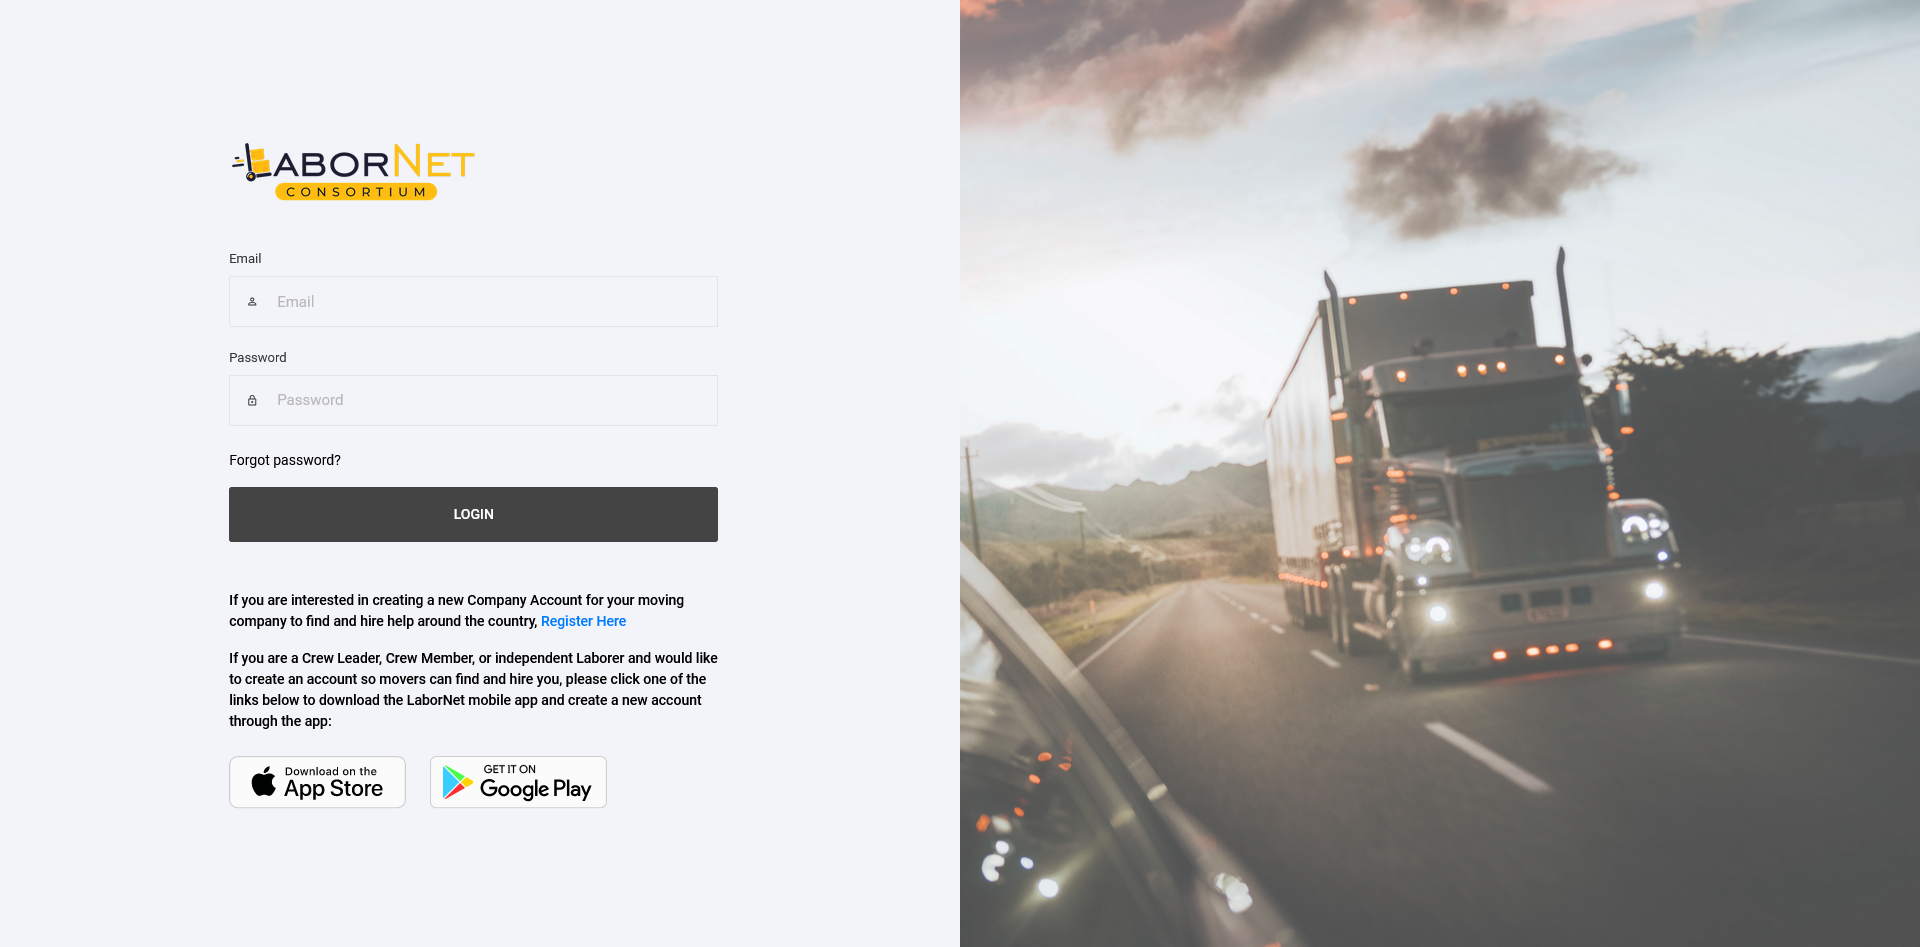 LABORNET
CONSORTIUM
Email
Email
Password
Password
Forgot password?
LOGIN
If you are interested in creating a new Company Account for your moving
company to find and hire help around the country, Register Here
If you are a Crew Leader, Crew Member, or independent Laborer and would like
to create an account so movers can find and hire you, please click one of the
links below to download the LaborNet mobile app and create a new account
through the app:
Download on the
App Store
GET IT ON
Google Play